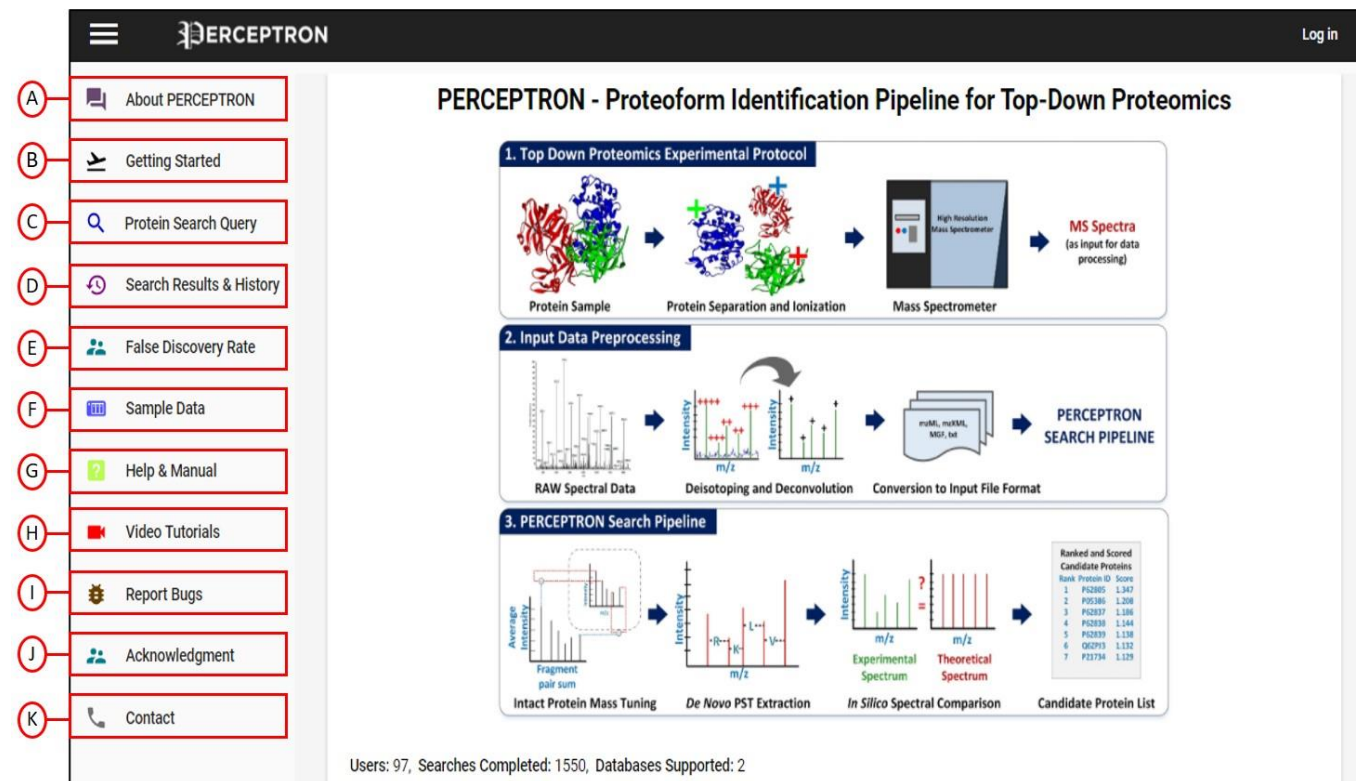 PERCEPTRON
Log in
A About PERCEPTRON
B Getting Started
C Protein Search Query
D Search Results & History
E False Discovery Rate
F Sample Data
G Help & Manual
H Video Tutorials
I Report Bugs
J Acknowledgment
K Contact
PERCEPTRON - Proteoform Identification Pipeline for Top-Down Proteomics
1. Top Down Proteomics Experimental Protocol
High Resolution
Mass Spectrometer
MS Spectra
(as input for data
processing)
Protein Sample
Protein Separation and Ionization
Mass Spectrometer
2. Input Data Preprocessing
Intensity
m/z
Intensity
m/z
mzML, mzXML,
MGF, txt
PERCEPTRON
SEARCH PIPELINE
RAW Spectral Data
Deisotoping and Deconvolution
Conversion to Input File Format
3. PERCEPTRON Search Pipeline
Average
Intensity
Intensity
Fragment
pair sum
Intensity
R
K
L
V
m/z
Intensity
m/z
Experimental
Spectrum
?
=
m/z
Theoretical
Spectrum
Ranked and Scored
Candidate Proteins
Rank Protein ID Score
1 P62805 1.347
2 P05386 1.208
3 P62837 1.186
4 P62838 1.144
5 P62839 1.138
6 Q6ZPY3 1.132
7 P21734 1.129
Intact Protein Mass Tuning
De Novo PST Extraction
In Silico Spectral Comparison
Candidate Protein List
Users: 97, Searches Completed: 1550, Databases Supported: 2